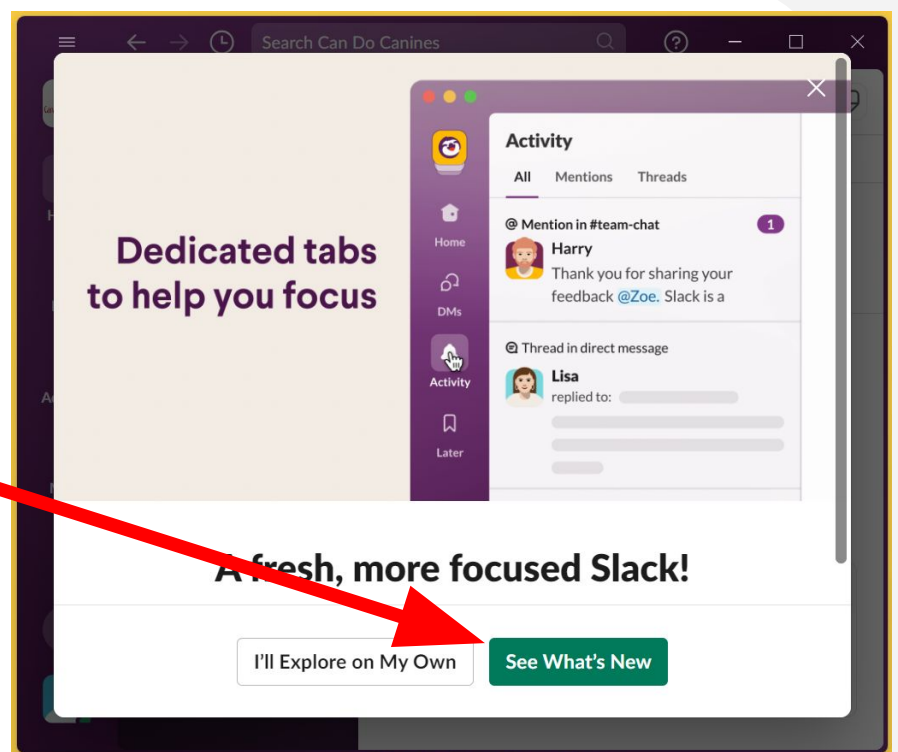 Search Can Do Canines
Dedicated tabs
to help you focus
Home
DMs
Activity
Later
Activity
All Mentions Threads
@ Mention in #team-chat 1
Harry
Thank you for sharing your
feedback @Zoe. Slack is a
Thread in direct message
Lisa
replied to:
A fresh, more focused Slack!
I'll Explore on My Own
See What's New